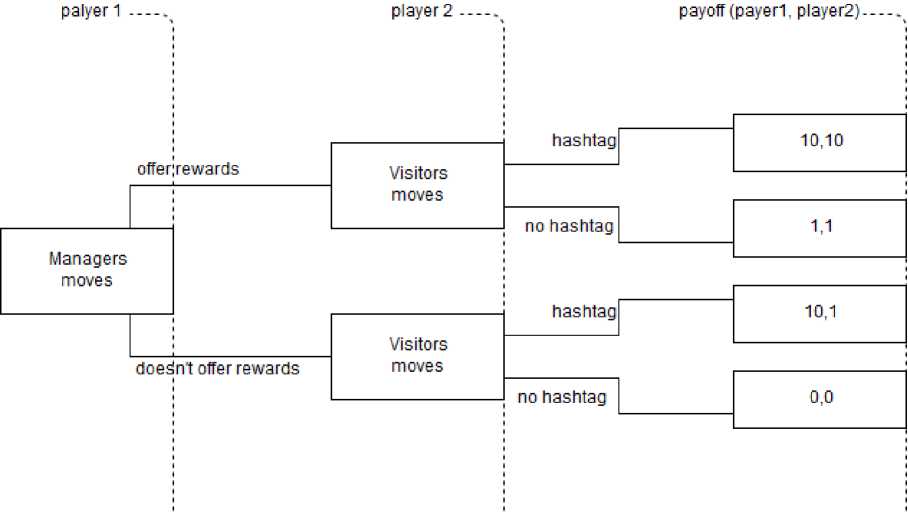 palyer 1
player 2
payoff (payer1, player2)
hashtag
10,10
offer rewards
Visitors
moves
no hashtag
1,1
Managers
moves
hashtag
10,1
Visitors
moves
doesn't offer rewards
no hashtag
0,0